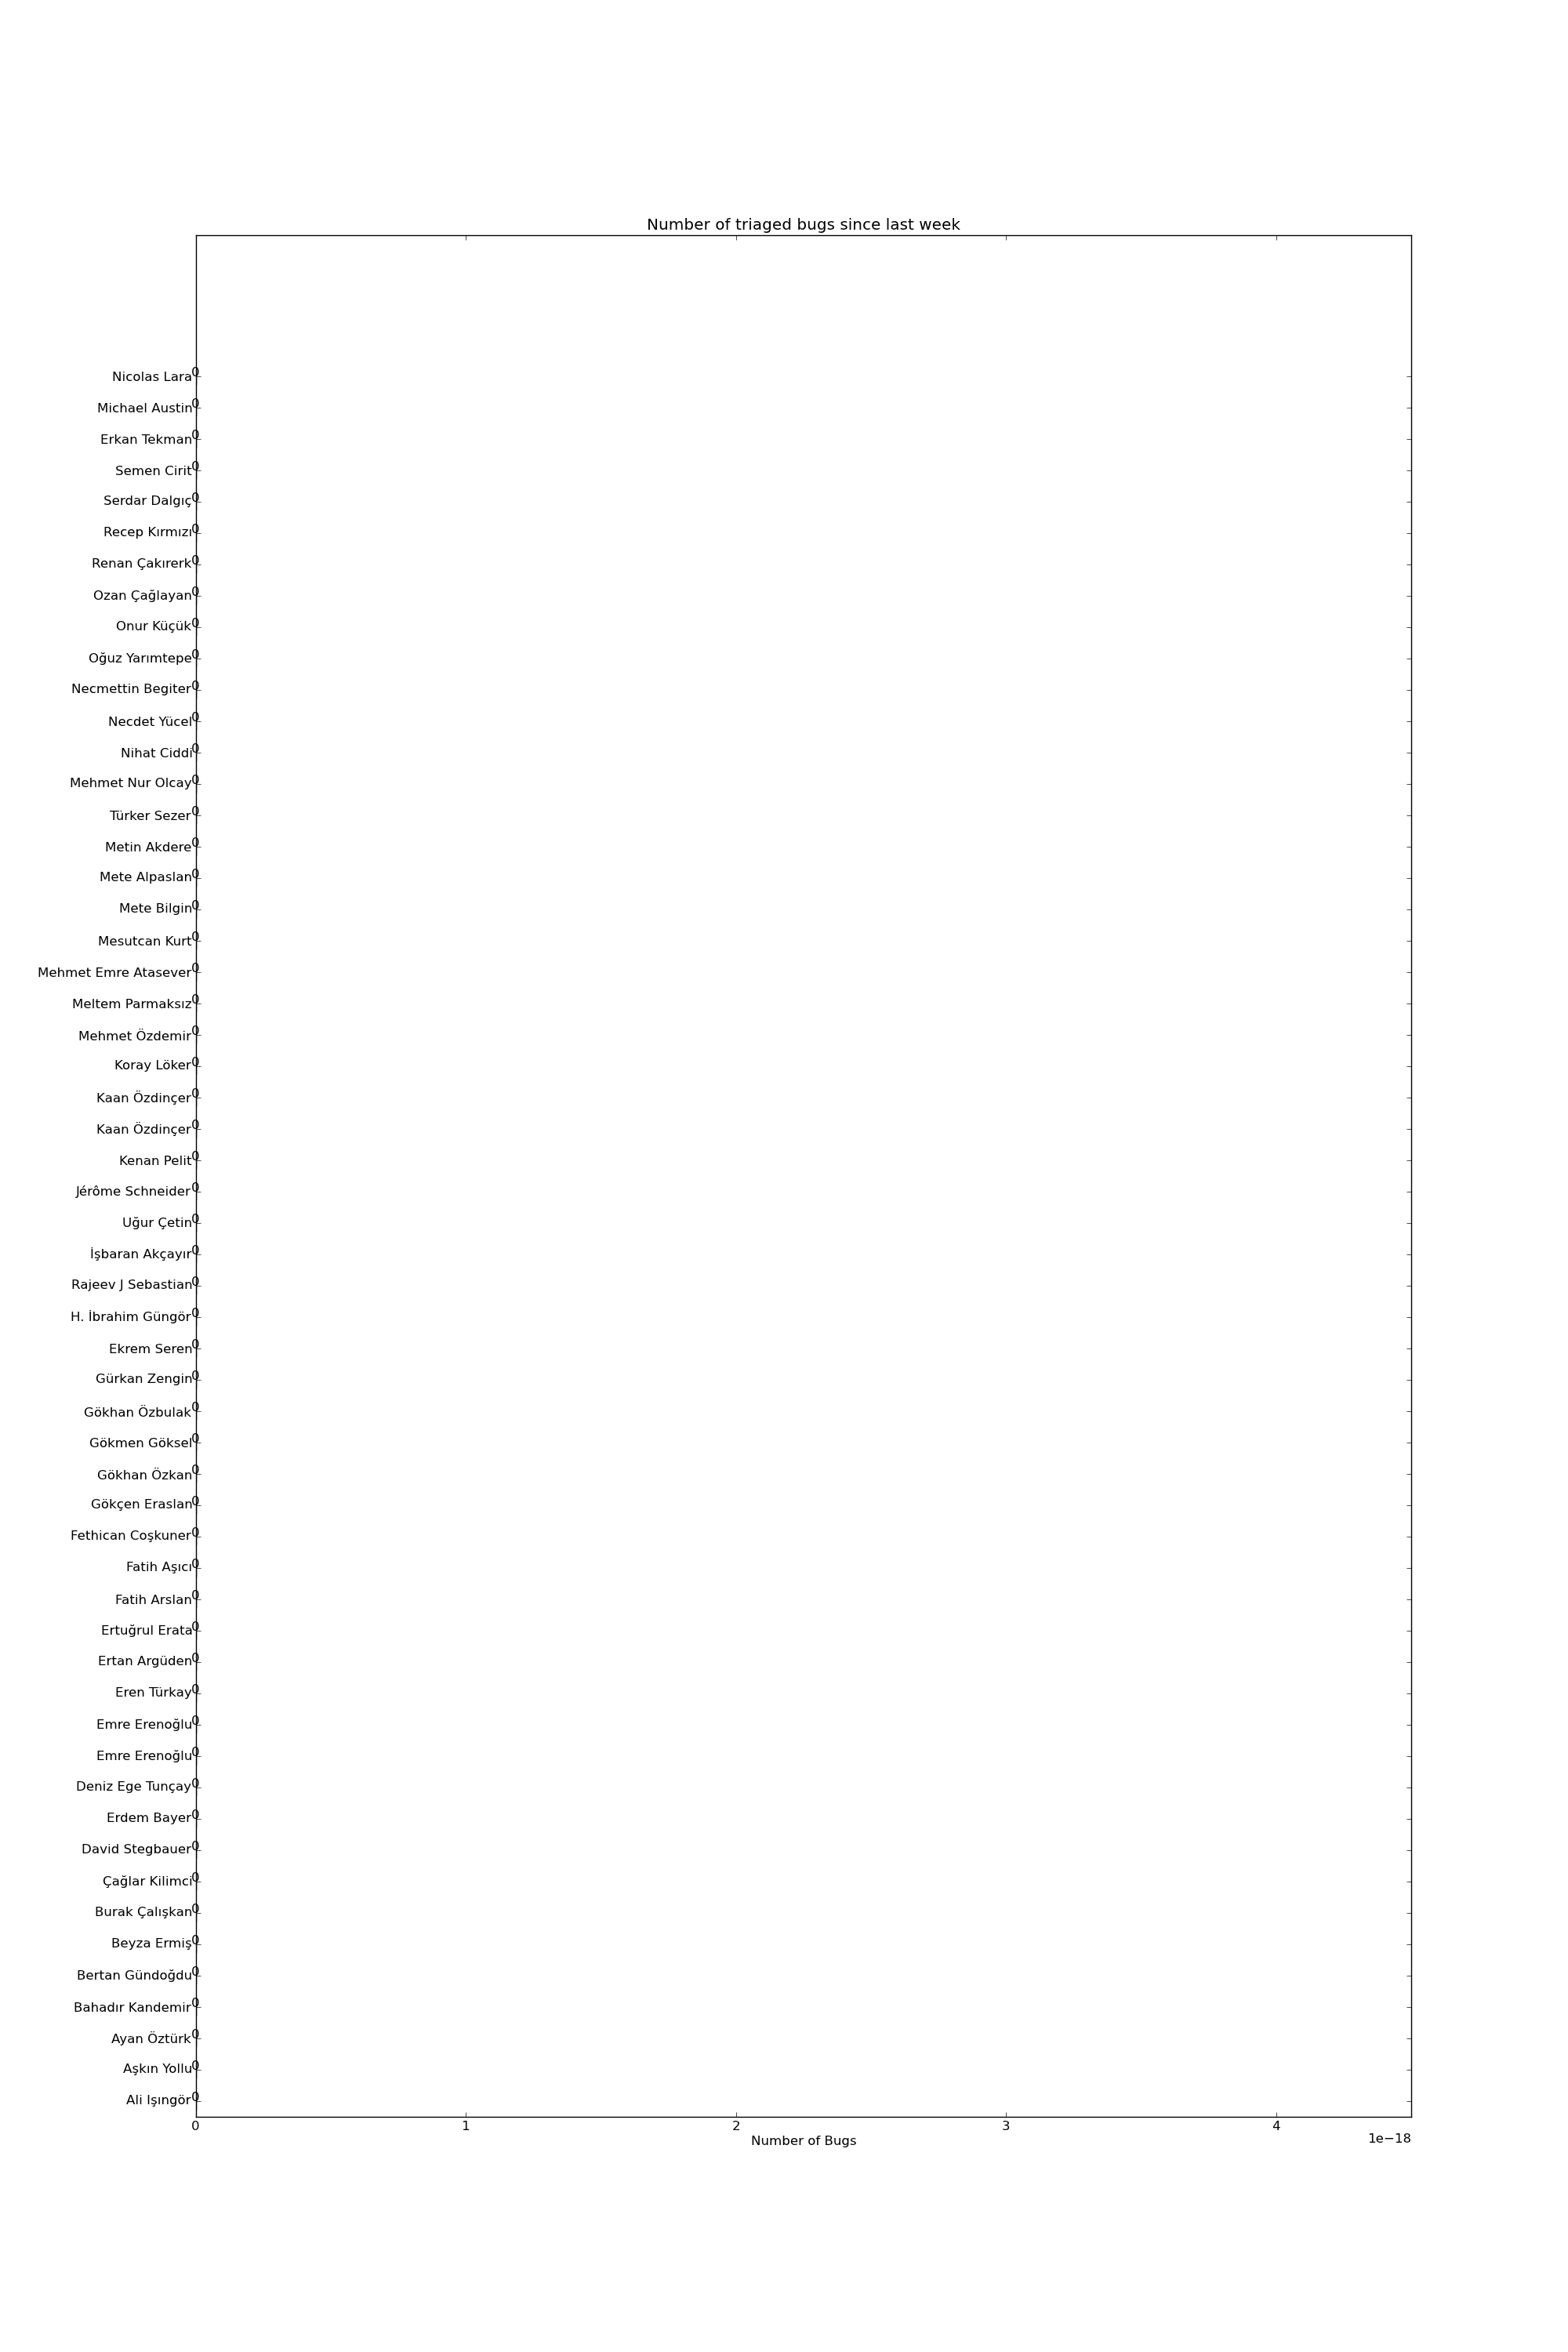 Number of triaged bugs since last week
Nicolas Lara 0
Michael Austin 0
Erkan Tekman 0
Semen Cirit 0
Serdar Dalgıç 0
Recep Kırmızı 0
Renan Çakırerk 0
Ozan Çağlayan 0
Onur Küçük 0
Oğuz Yarımtepe 0
Necmettin Begiter 0
Necdet Yücel 0
Nihat Ciddi 0
Mehmet Nur Olcay 0
Türker Sezer 0
Metin Akdere 0
Mete Alpaslan 0
Mete Bilgin 0
Mesutcan Kurt 0
Mehmet Emre Atasever 0
Meltem Parmaksız 0
Mehmet Özdemir 0
Koray Löker 0
Kaan Özdinçer 0
Kaan Özdinçer 0
Kenan Pelit 0
Jérôme Schneider 0
Uğur Çetin 0
İşbaran Akçayır 0
Rajeev J Sebastian 0
H. İbrahim Güngör 0
Ekrem Seren 0
Gürkan Zengin 0
Gökhan Özbulak 0
Gökmen Göksel 0
Gökhan Özkan 0
Gökçen Eraslan 0
Fethican Coşkuner 0
Fatih Aşıcı 0
Fatih Arslan 0
Ertuğrul Erata 0
Ertan Argüden 0
Eren Türkay 0
Emre Erenoğlu 0
Emre Erenoğlu 0
Deniz Ege Tunçay 0
Erdem Bayer 0
David Stegbauer 0
Çağlar Kilimci 0
Burak Çalışkan 0
Beyza Ermiş 0
Bertan Gündoğdu 0
Bahadır Kandemir 0
Ayan Öztürk 0
Aşkın Yollu 0
Ali Işıngör 0
0 1 2 3 4
1e−18
Number of Bugs